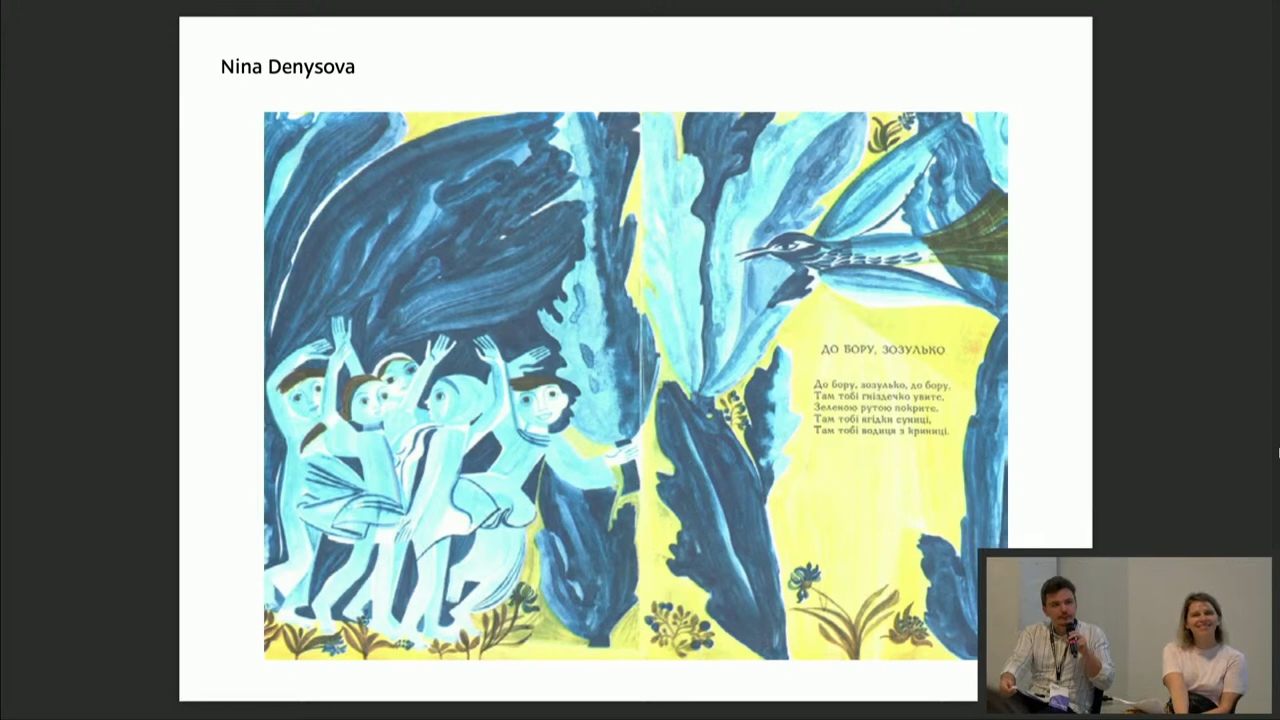 Nina Denysova
ДО БОРУ, ЗОЗУЛЬКО
До бору, зозулько, до бору,
Там тобі гніздечко увите,
Зеленою рутою покрите,
Там тобі ягідки суниці,
Там тобі водиця з криниці.